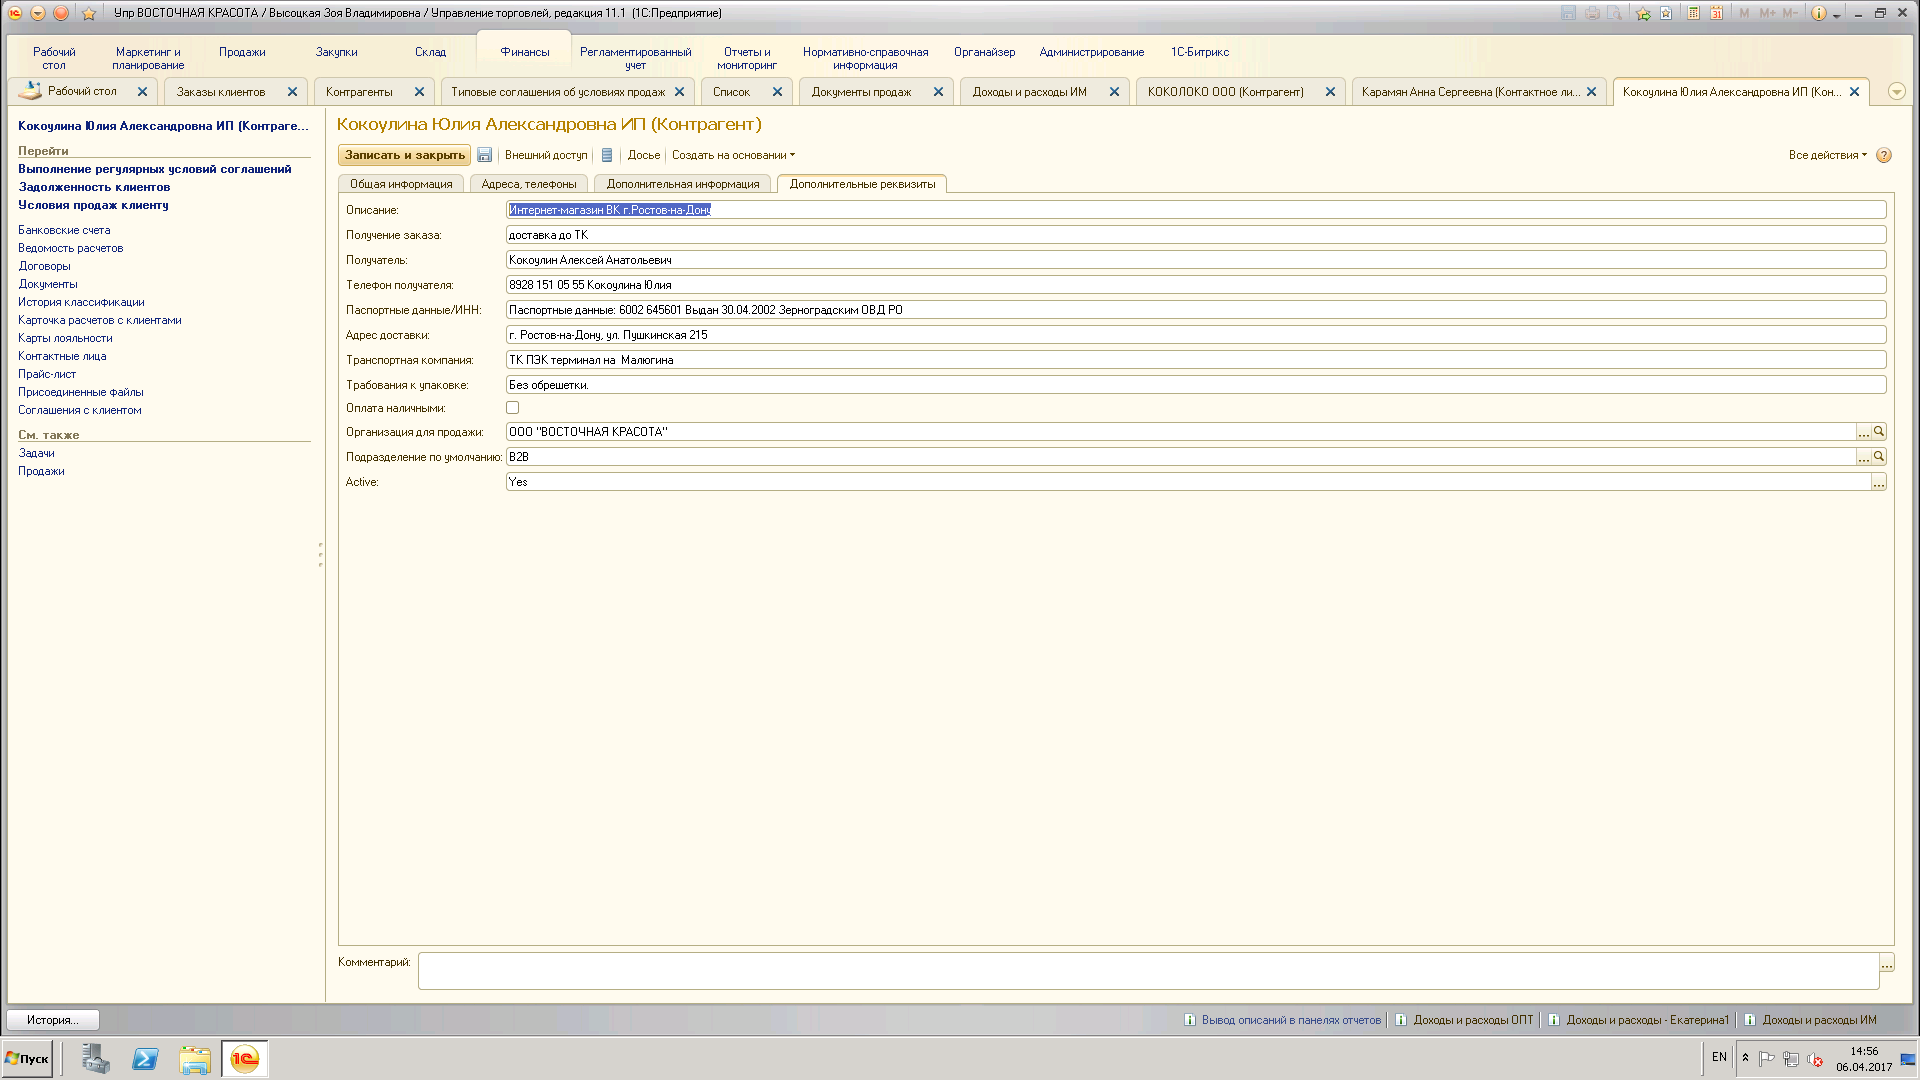 Упр ВОСТОЧНАЯ КРАСОТА / Высоцкая Зоя Владимировна / Управление торговлей, редакция 11.1 (1С:Предприятие)
M M+ M-
Рабочий стол
Маркетинг и планирование
Продажи
Закупки
Склад
Финансы
Регламентированный учет
Отчеты и мониторинг
Нормативно-справочная информация
Органайзер
Администрирование
1С-Битрикс
Рабочий стол
Заказы клиентов
Контрагенты
Типовые соглашения об условиях продаж
Список
Документы продаж
Доходы и расходы ИМ
КОКОЛОКО ООО (Контрагент)
Карамян Анна Сергеевна (Контактное ли...
Кокоулина Юлия Александровна ИП (Кон...
Кокоулина Юлия Александровна ИП (Контраге...
Перейти
Выполнение регулярных условий соглашений
Задолженность клиентов
Условия продаж клиенту
Банковские счета
Ведомость расчетов
Договоры
Документы
История классификации
Карточка расчетов с клиентами
Карты лояльности
Контактные лица
Прайс-лист
Присоединенные файлы
Соглашения с клиентом
См. также
Задачи
Продажи
Кокоулина Юлия Александровна ИП (Контрагент)
Записать и закрыть
Внешний доступ
Досье
Создать на основании
Все действия
Общая информация
Адреса, телефоны
Дополнительная информация
Дополнительные реквизиты
Описание: Интернет-магазин ВК г.Ростов-на-Дону
Получение заказа: доставка до ТК
Получатель: Кокоулин Алексей Анатольевич
Телефон получателя: 8928 151 05 55 Кокоулина Юлия
Паспортные данные/ИНН: Паспортные данные: 6002 645601 Выдан 30.04.2002 Зерноградским ОВД РО
Адрес доставки: г. Ростов-на-Дону, ул. Пушкинская 215
Транспортная компания: ТК ПЭК терминал на Малюгина
Трабования к упаковке: Без обрешетки.
Оплата наличными:
Организация для продажи: ООО "ВОСТОЧНАЯ КРАСОТА"
Подразделение по умолчанию: B2B
Active: Yes
Комментарий:
История...
Вывод описаний в панелях отчетов
Доходы и расходы ОПТ
Доходы и расходы - Екатерина1
Доходы и расходы ИМ
Пуск
EN
14:56
06.04.2017